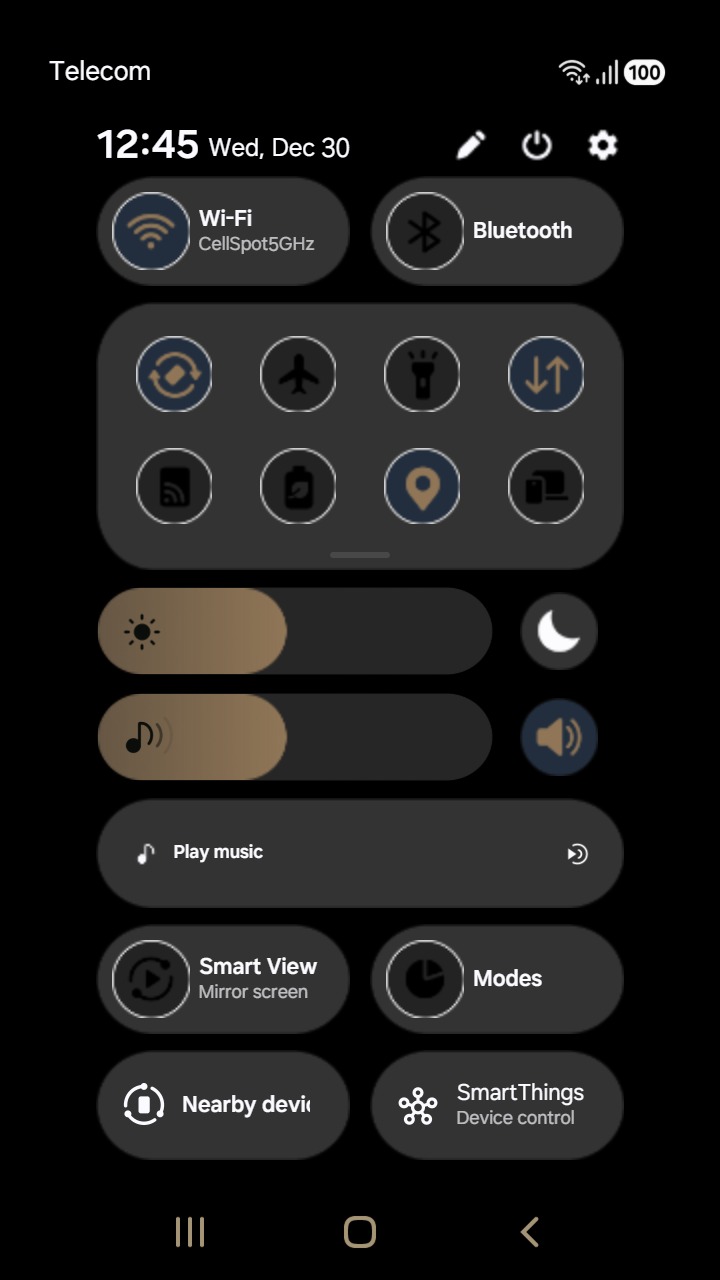 Telecom
100
12:45 Wed, Dec 30
Wi-Fi
CellSpot5GHz
Bluetooth
Play music
Smart View
Mirror screen
Modes
Nearby devi
SmartThings
Device control